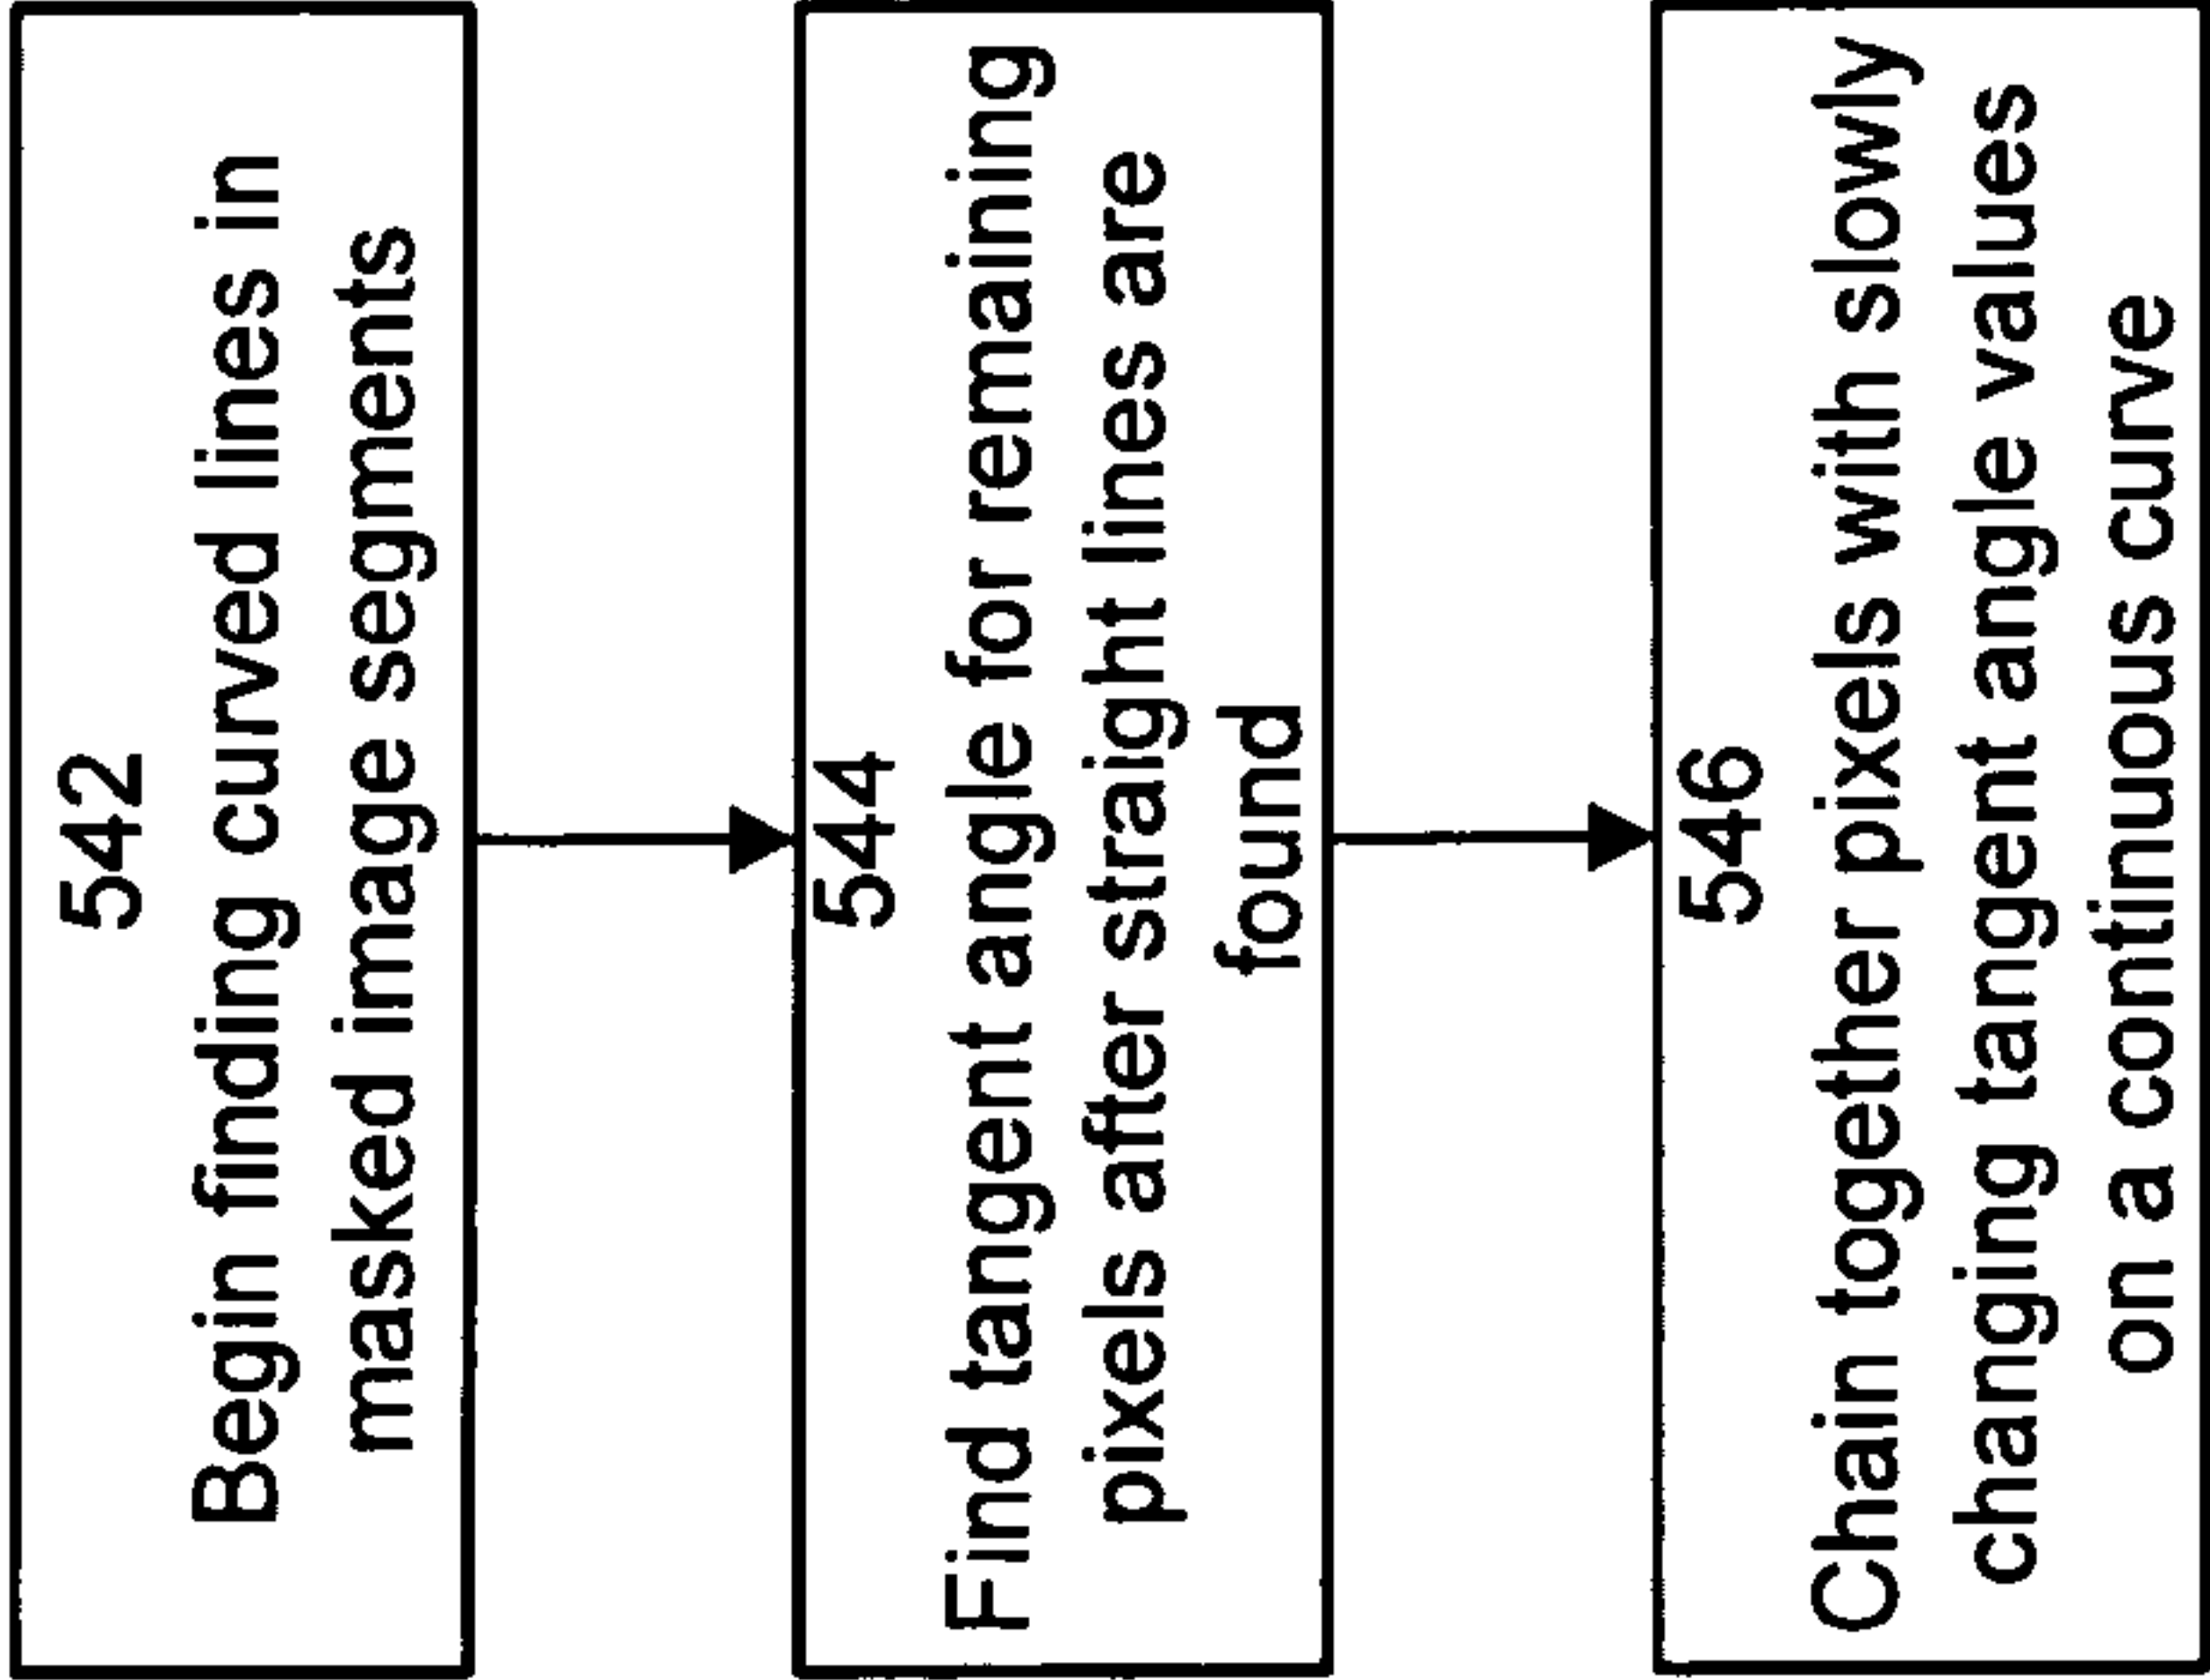 542
Begin finding curved lines in
masked image segments
544
Find tangent angle for remaining
pixels after straight lines are
found
546
Chain together pixels with slowly
changing tangent angle values
on a continuous curve